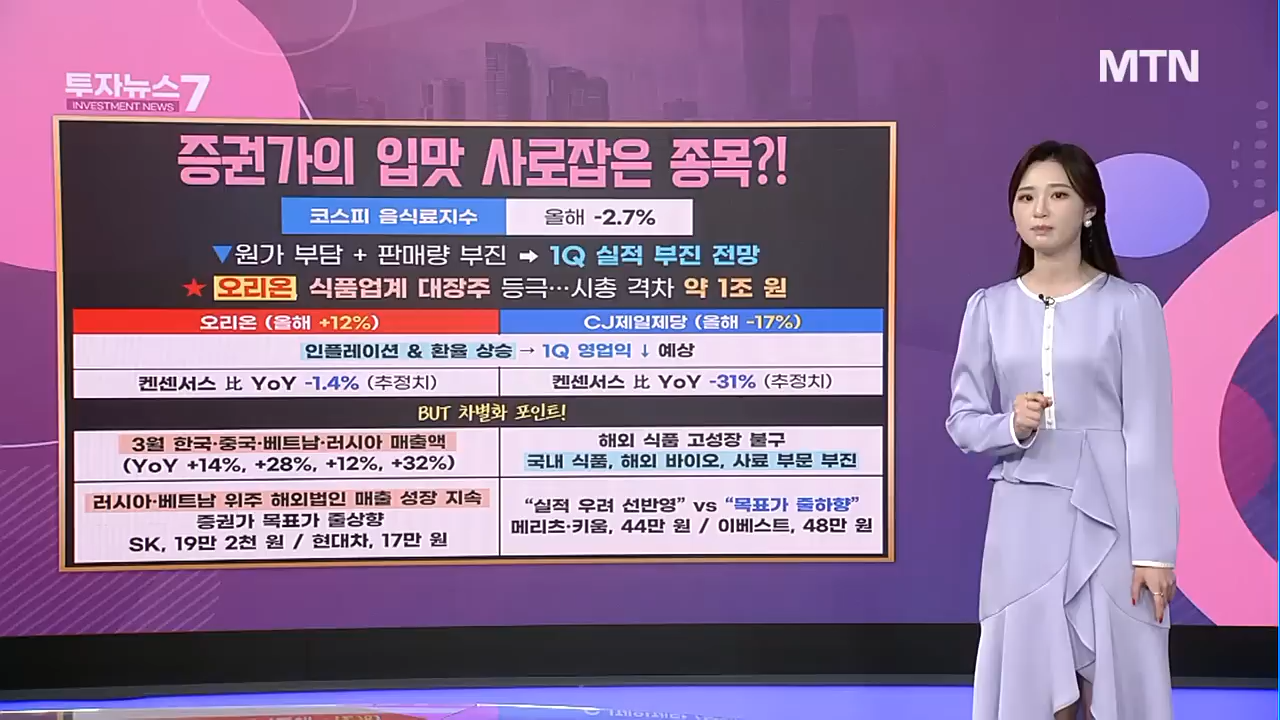 투자뉴스7
INVESTMENT NEWS
MTN
증권가의 입맛 사로잡은 종목?!
코스피 음식료지수 올해 -2.7%
▼원가 부담 + 판매량 부진 ➡ 1Q 실적 부진 전망
★ 오리온, 식품업계 대장주 등극…시총 격차 약 1조 원
오리온 (올해 +12%) CJ제일제당 (올해 -17%)
인플레이션 & 환율 상승 → 1Q 영업익 ↓ 예상
켄센서스 比 YoY -1.4% (추정치) 켄센서스 比 YoY -31% (추정치)
BUT 차별화 포인트!
3월 한국·중국·베트남·러시아 매출액
(YoY +14%, +28%, +12%, +32%)
해외 식품 고성장 불구
국내 식품, 해외 바이오, 사료 부문 부진
러시아·베트남 위주 해외법인 매출 성장 지속
증권가 목표가 줄상향
SK, 19만 2천 원 / 현대차, 17만 원
“실적 우려 선반영” vs “목표가 줄하향”
메리츠·키움, 44만 원 / 이베스트, 48만 원